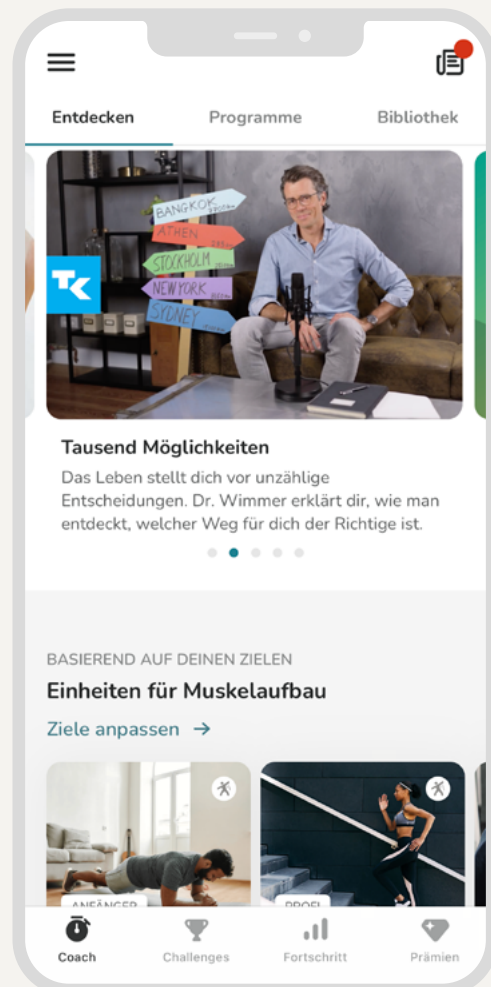 Entdecken
Programme
Bibliothek
BANGKOK
ATHEN
STOCKHOLM
NEW YORK
SYDNEY
TK
Tausend Möglichkeiten
Das Leben stellt dich vor unzählige
Entscheidungen. Dr. Wimmer erklärt dir, wie man
entdeckt, welcher Weg für dich der Richtige ist.
BASIEREND AUF DEINEN ZIELEN
Einheiten für Muskelaufbau
Ziele anpassen →
ANFÄNGER
PROFI
Coach
Challenges
Fortschritt
Prämien